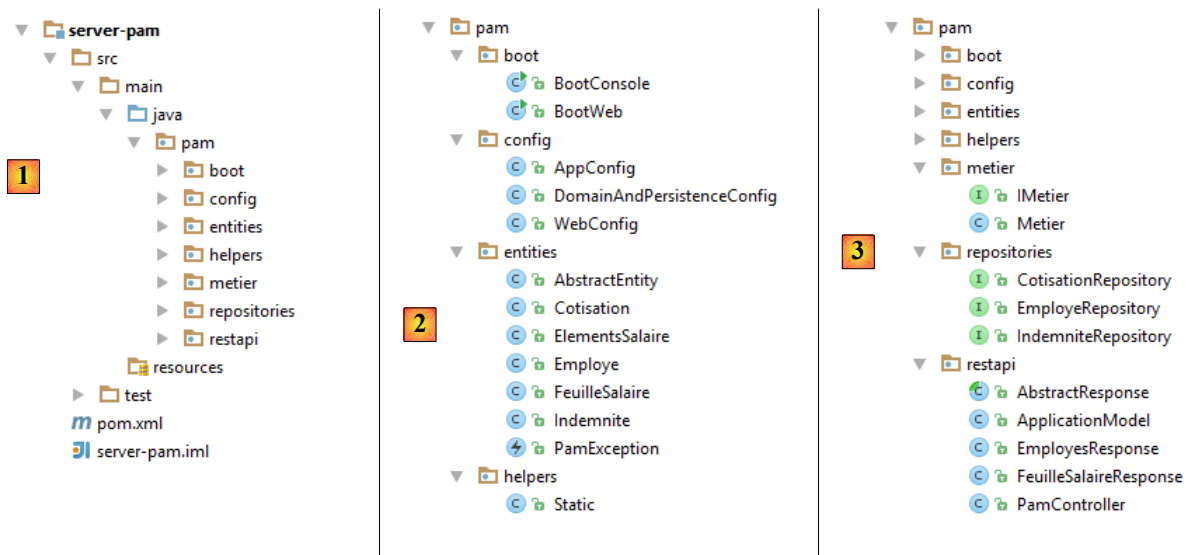 server-pam
src
main
java
pam
boot
config
entities
helpers
metier
repositories
restapi
resources
test
pom.xml
server-pam.iml
1
pam
boot
BootConsole
BootWeb
config
AppConfig
DomainAndPersistenceConfig
WebConfig
entities
AbstractEntity
Cotisation
ElementsSalaire
Employe
FeuilleSalaire
Indemnite
PamException
helpers
Static
2
pam
boot
config
entities
helpers
metier
IMetier
Metier
repositories
CotisationRepository
EmployeRepository
IndemniteRepository
restapi
AbstractResponse
ApplicationModel
EmployesResponse
FeuilleSalaireResponse
PamController
3